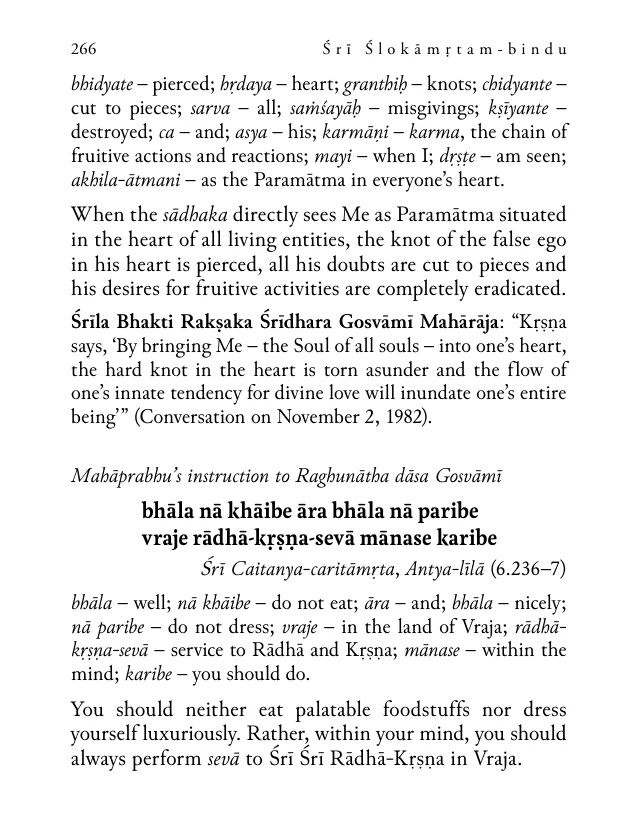 266 Śrī Ślokāmṛtam-bindu
bhidyate – pierced; hṛdaya – heart; granthiḥ – knots; chidyante –
cut to pieces; sarva – all; saṁśayāḥ – misgivings; kṣīyante –
destroyed; ca – and; asya – his; karmāṇi – karma, the chain of
fruitive actions and reactions; mayi – when I; dṛṣṭe – am seen;
akhila-ātmani – as the Paramātma in everyone’s heart.
When the sādhaka directly sees Me as Paramātma situated
in the heart of all living entities, the knot of the false ego
in his heart is pierced, all his doubts are cut to pieces and
his desires for fruitive activities are completely eradicated.
Śrīla Bhakti Rakṣaka Śrīdhara Gosvāmī Mahārāja: “Kṛṣṇa
says, ‘By bringing Me – the Soul of all souls – into one’s heart,
the hard knot in the heart is torn asunder and the flow of
one’s innate tendency for divine love will inundate one’s entire
being’” (Conversation on November 2, 1982).
Mahāprabhu’s instruction to Raghunātha dāsa Gosvāmī
bhāla nā khāibe āra bhāla nā paribe
vraje rādhā-kṛṣṇa-sevā mānase karibe
Śrī Caitanya-caritāmṛta, Antya-līlā (6.236–7)
bhāla – well; nā khāibe – do not eat; āra – and; bhāla – nicely;
nā paribe – do not dress; vraje – in the land of Vraja; rādhā-
kṛṣṇa-sevā – service to Rādhā and Kṛṣṇa; mānase – within the
mind; karibe – you should do.
You should neither eat palatable foodstuffs nor dress
yourself luxuriously. Rather, within your mind, you should
always perform sevā to Śrī Śrī Rādhā-Kṛṣṇa in Vraja.